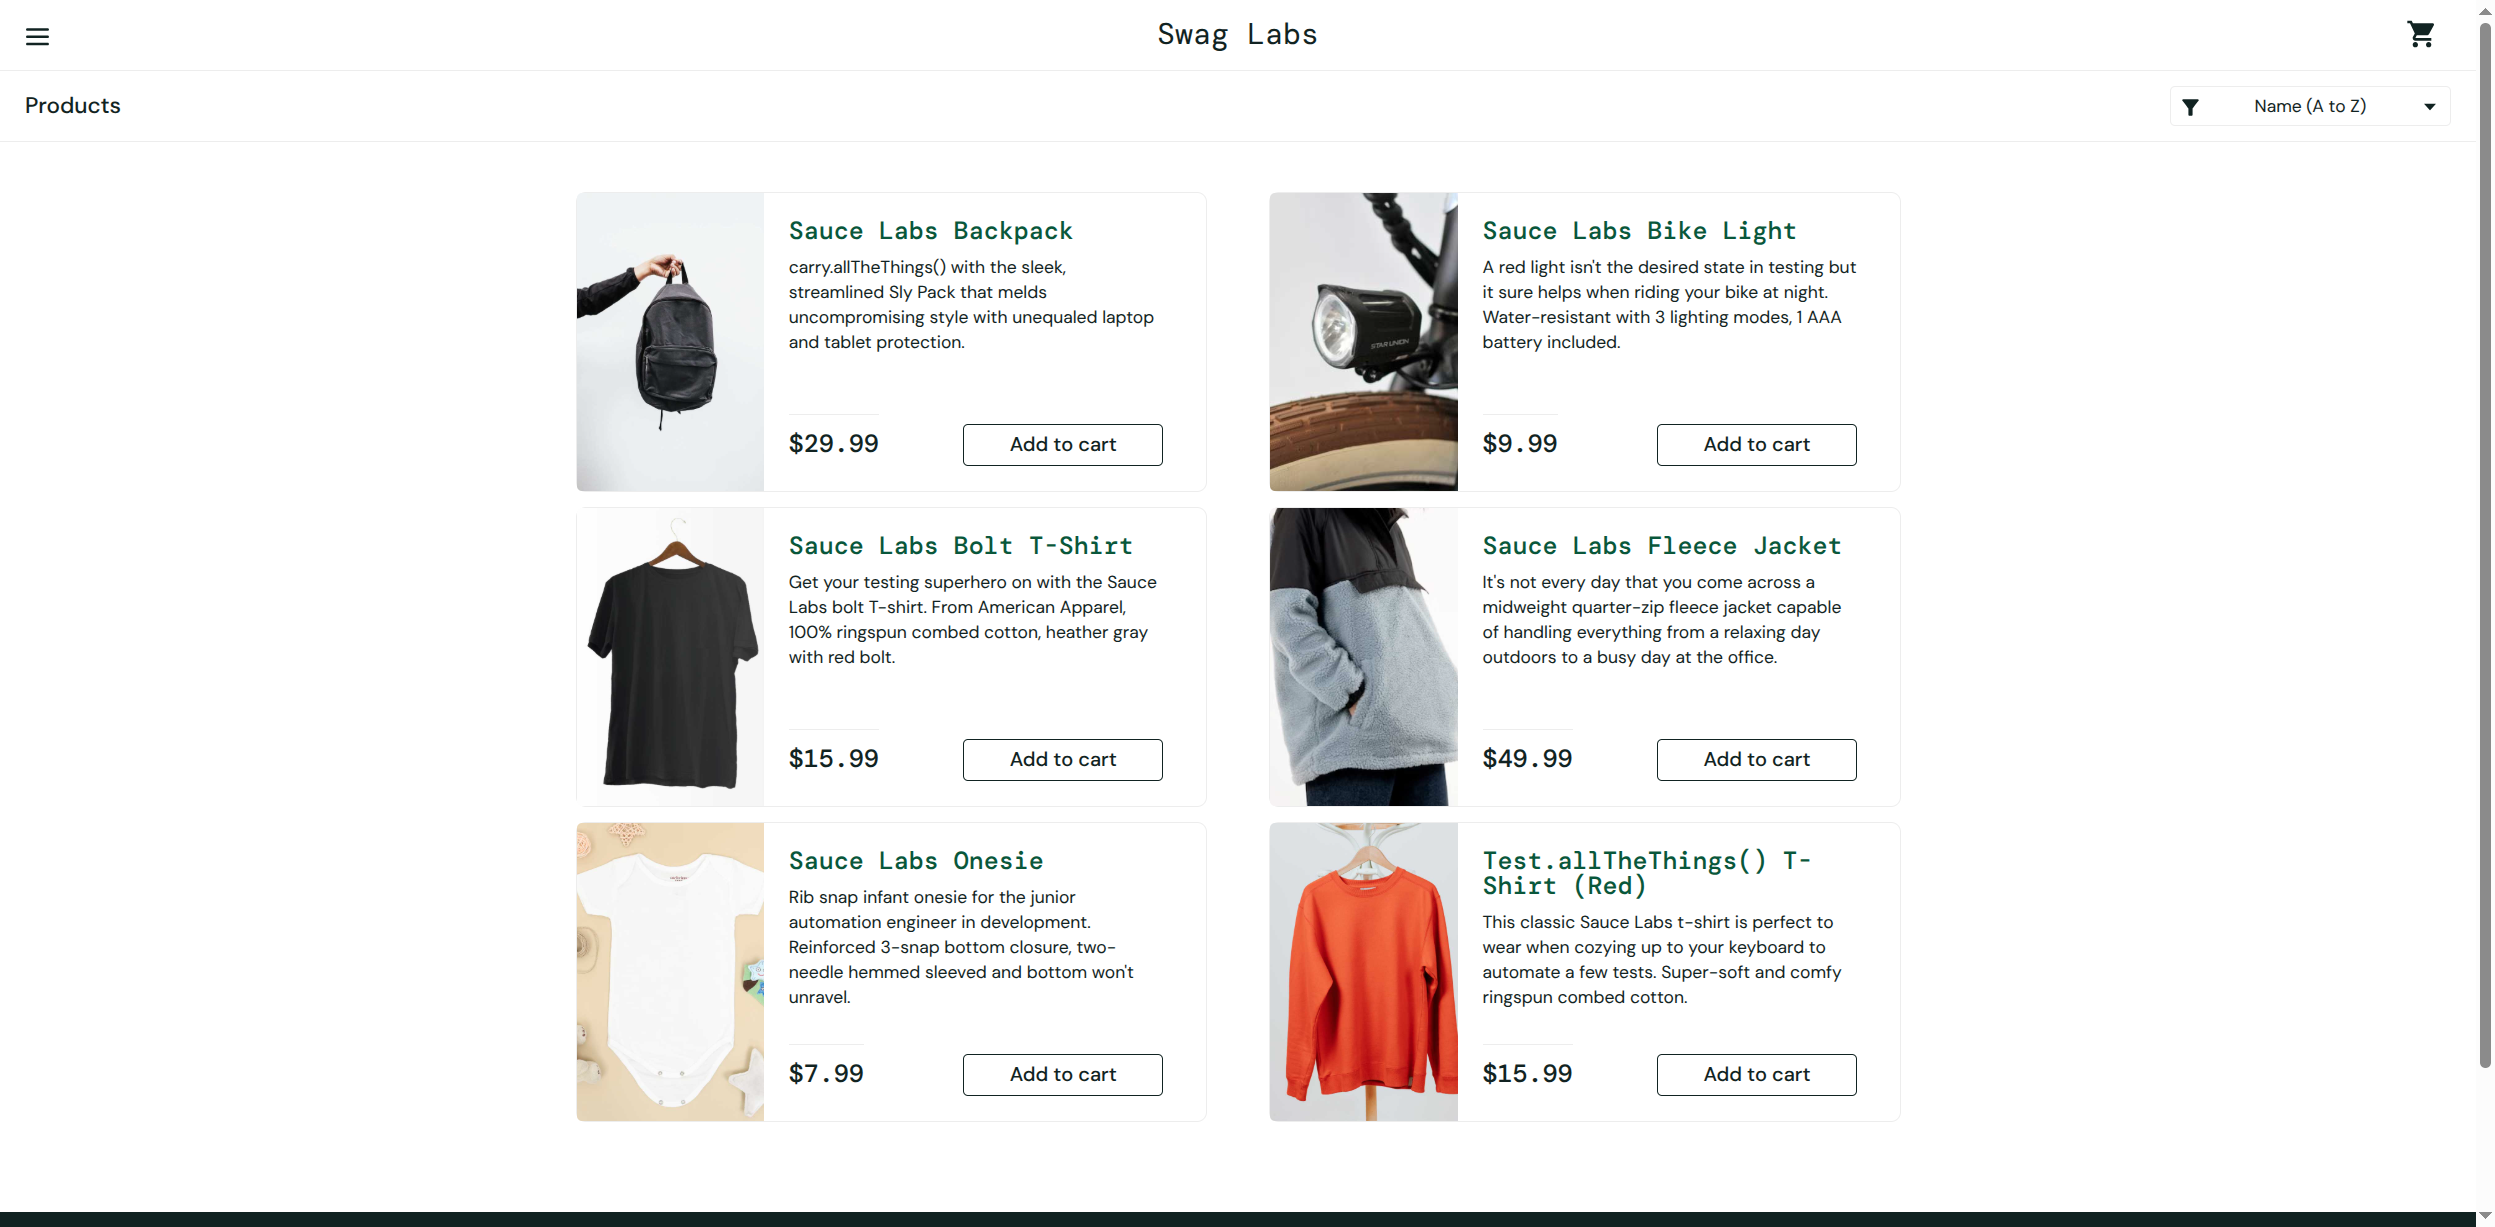 Swag Labs
Products
Name (A to Z)
Sauce Labs Backpack
carry.allTheThings() with the sleek,
streamlined Sly Pack that melds
uncompromising style with unequaled laptop
and tablet protection.
$29.99
Add to cart
Sauce Labs Bike Light
A red light isn't the desired state in testing but
it sure helps when riding your bike at night.
Water-resistant with 3 lighting modes, 1 AAA
battery included.
STAR UNION
$9.99
Add to cart
Sauce Labs Bolt T-Shirt
Get your testing superhero on with the Sauce
Labs bolt T-shirt. From American Apparel,
100% ringspun combed cotton, heather gray
with red bolt.
$15.99
Add to cart
Sauce Labs Fleece Jacket
It's not every day that you come across a
midweight quarter-zip fleece jacket capable
of handling everything from a relaxing day
outdoors to a busy day at the office.
$49.99
Add to cart
Sauce Labs Onesie
Rib snap infant onesie for the junior
automation engineer in development.
Reinforced 3-snap bottom closure, two-
needle hemmed sleeved and bottom won't
unravel.
$7.99
Add to cart
Test.allTheThings() T-
Shirt (Red)
This classic Sauce Labs t-shirt is perfect to
wear when cozying up to your keyboard to
automate a few tests. Super-soft and comfy
ringspun combed cotton.
$15.99
Add to cart